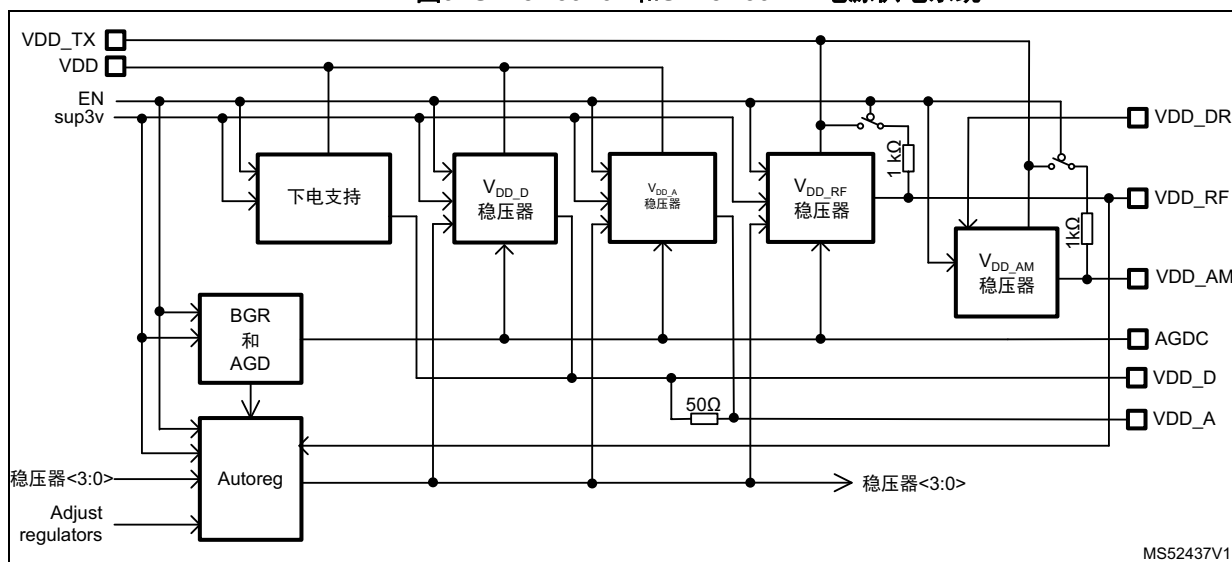 VDD_TX
VDD
EN
sup3v
VDD_DR
1 kΩ
VDD_RF
下电支持
VDD_D
稳压器
VDD_A
稳压器
VDD_RF
稳压器
1kΩ
VDD_AM
稳压器
VDD_AM
BGR
和
AGD
AGDC
VDD_D
50Ω
VDD_A
稳压器<3:0>
Autoreg
稳压器<3:0>
Adjust
regulators
MS52437V1